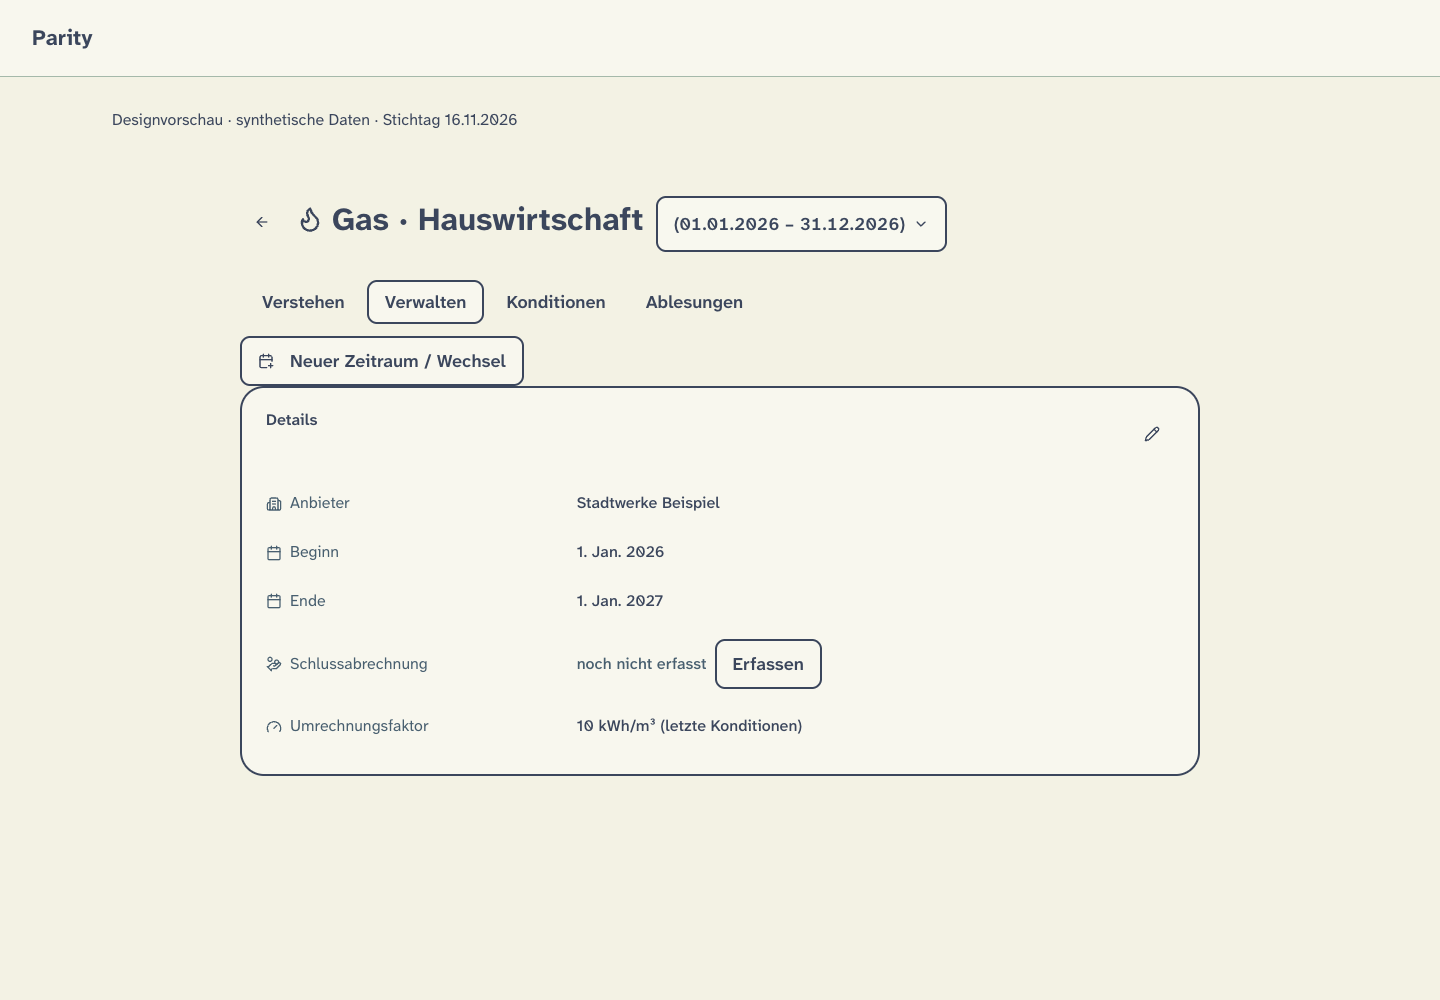 Parity
Designvorschau · synthetische Daten · Stichtag 16.11.2026
Gas · Hauswirtschaft (01.01.2026 – 31.12.2026)
Verstehen Verwalten Konditionen Ablesungen
Neuer Zeitraum / Wechsel
Details
Anbieter Stadtwerke Beispiel
Beginn 1. Jan. 2026
Ende 1. Jan. 2027
Schlussabrechnung noch nicht erfasst Erfassen
Umrechnungsfaktor 10 kWh/m³ (letzte Konditionen)